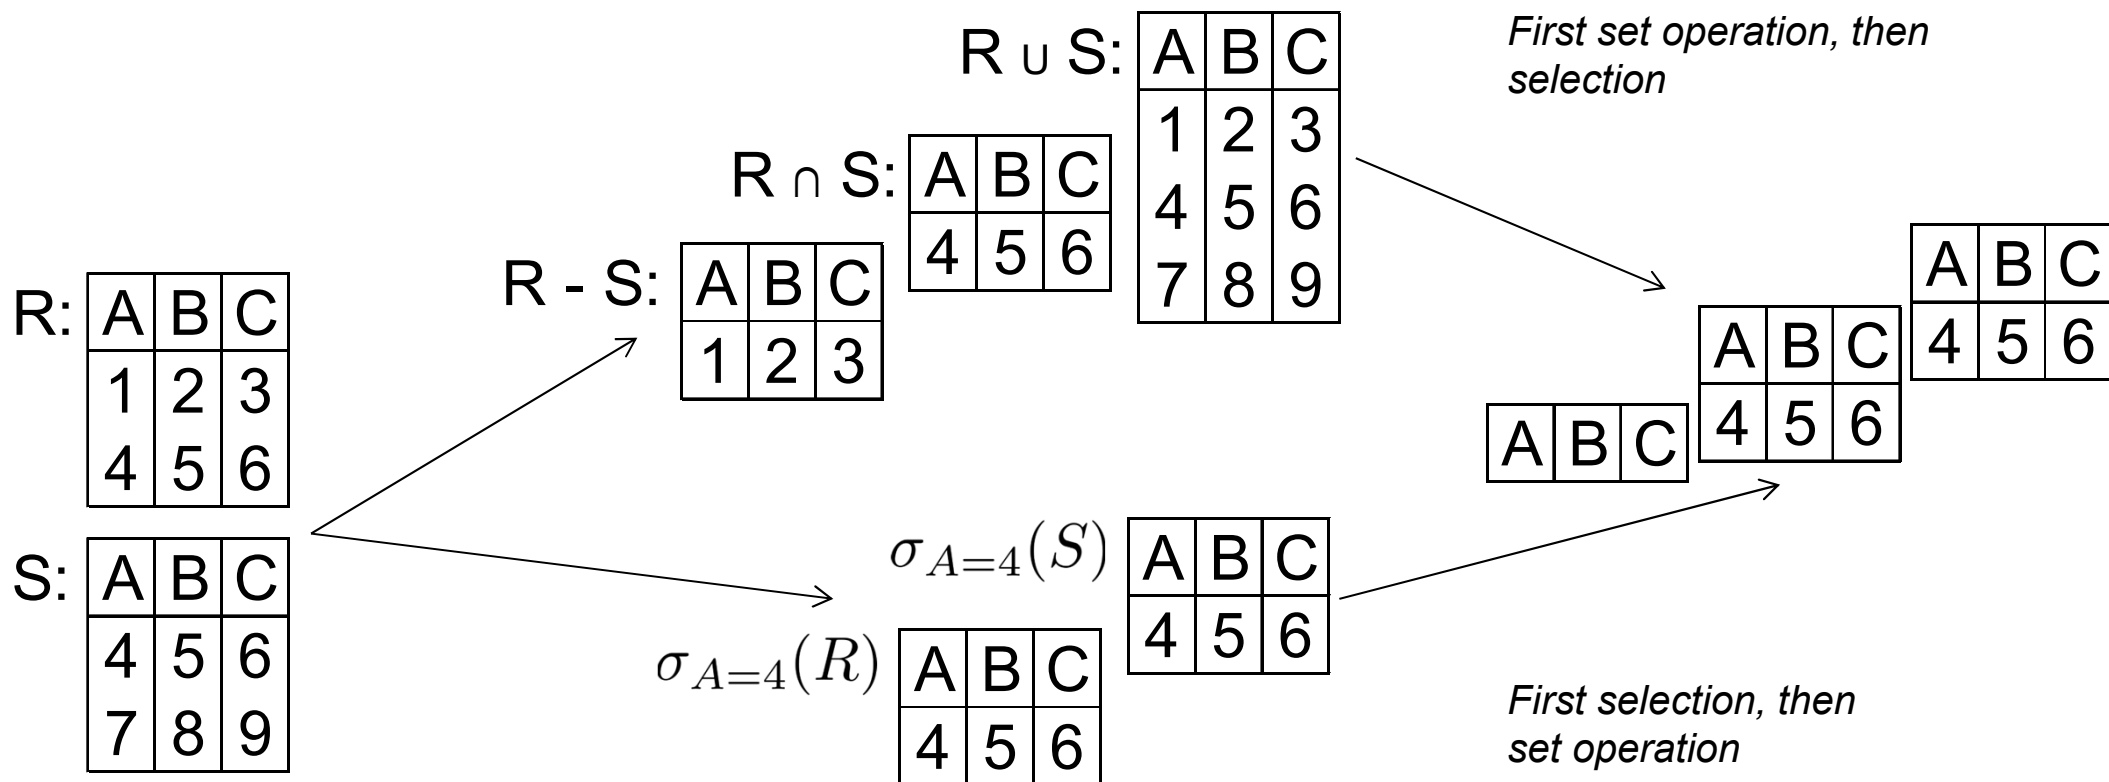 R ∪ S:
A B C
1 2 3
4 5 6
7 8 9
First set operation, then
selection
R ∩ S:
A B C
4 5 6
R - S:
A B C
1 2 3
R:
A B C
1 2 3
4 5 6
S:
A B C
4 5 6
7 8 9
A B C
A B C
4 5 6
A B C
4 5 6
σA=4(S)
A B C
4 5 6
σA=4(R)
A B C
4 5 6
First selection, then
set operation